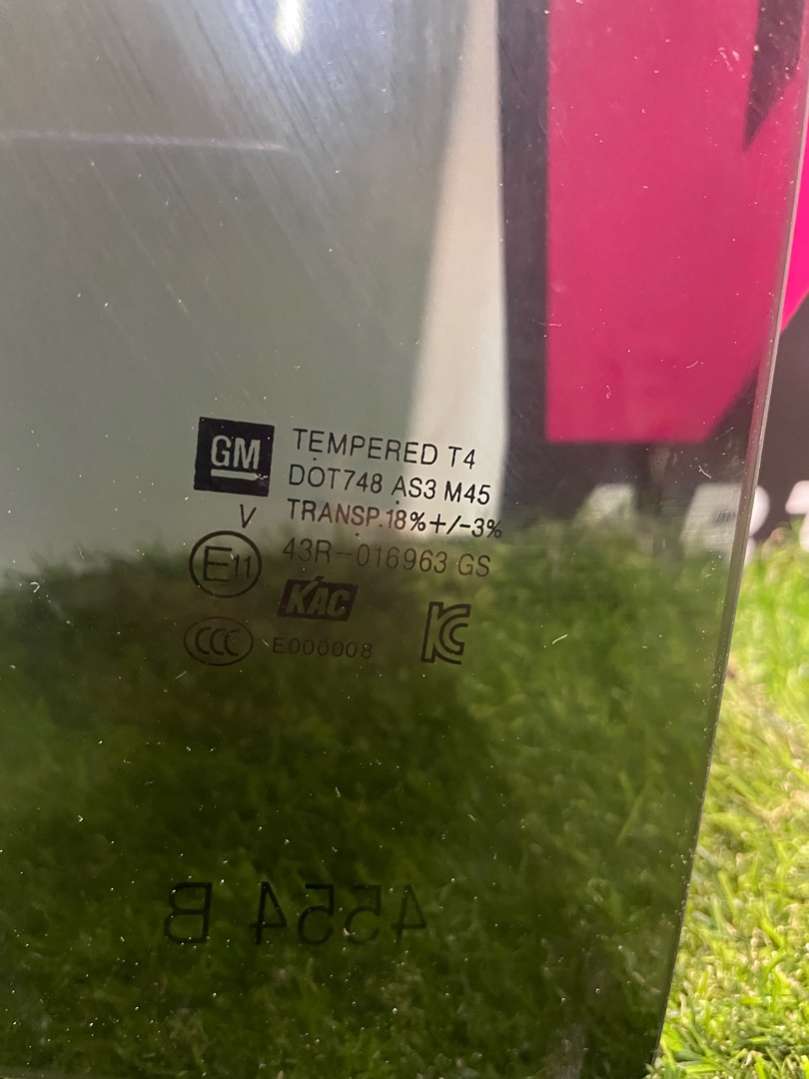 GM
TEMPERED T4
DOT748 AS3 M45
TRANSP.18%+/-3%
V
E11
43R-016963 GS
KAC
CCC
E000008
KC
4554 B